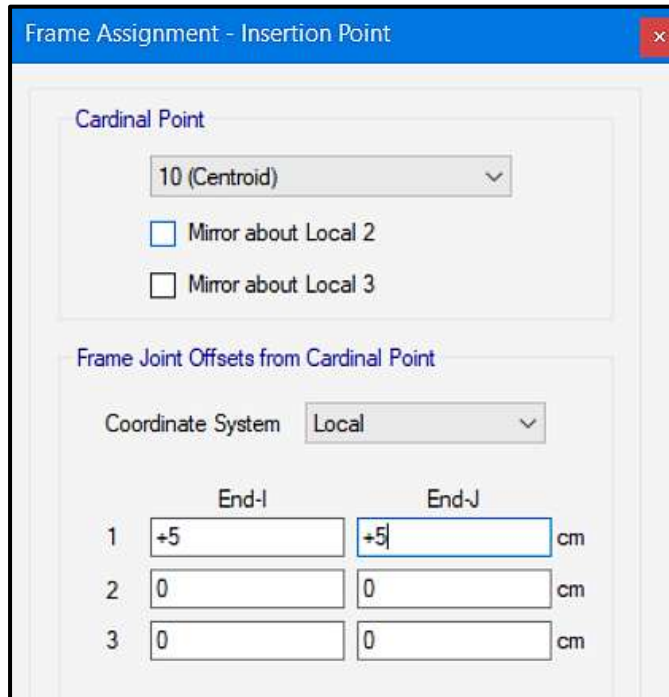 Frame Assignment - Insertion Point
×
Cardinal Point
10 (Centroid)
Mirror about Local 2
Mirror about Local 3
Frame Joint Offsets from Cardinal Point
Coordinate System Local
End-I End-J
1 +5 +5 cm
2 0 0 cm
3 0 0 cm